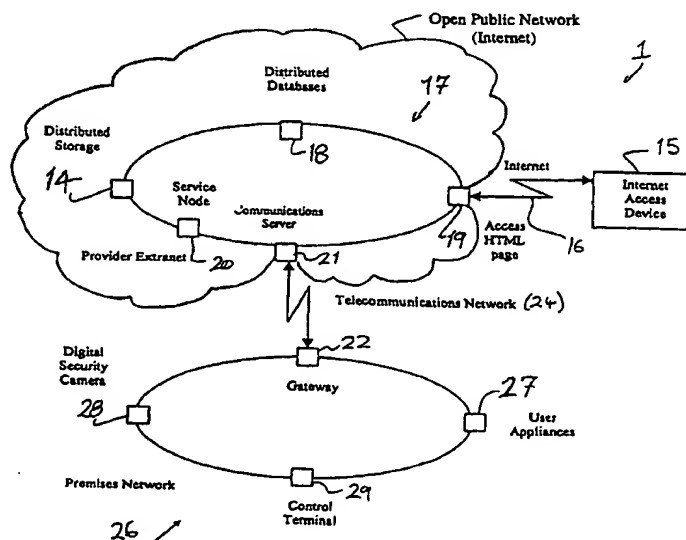 Open Public Network
(Internet)
1
Distributed
Databases
17
15
Distributed
Storage
Internet
14
18
Internet
Access
Device
Service
Node
Communications
Server
19
Access
HTML
page
16
Provider Extranet
20
21
Telecommunications Network (24)
22
Digital
Security
Camera
Gateway
27
28
User
Appliances
Premises Network
29
Control
Terminal
26